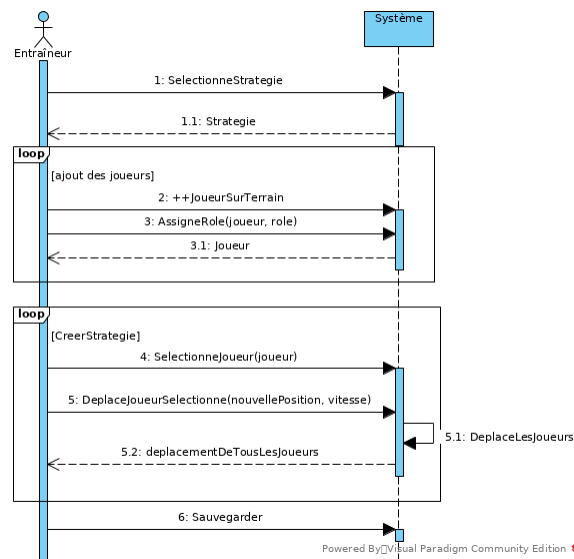 Système
Entraîneur
1: SelectionneStrategie
1.1: Strategie
loop
[ajout des joueurs]
2: ++JoueurSurTerrain
3: AssigneRole(joueur, role)
3.1: Joueur
loop
[CreerStrategie]
4: SelectionneJoueur(joueur)
5: DeplaceJoueurSelectionne(nouvellePosition, vitesse)
5.1: DeplaceLesJoueurs
5.2: deplacementDeTousLesJoueurs
6: Sauvegarder
Powered By Visual Paradigm Community Edition